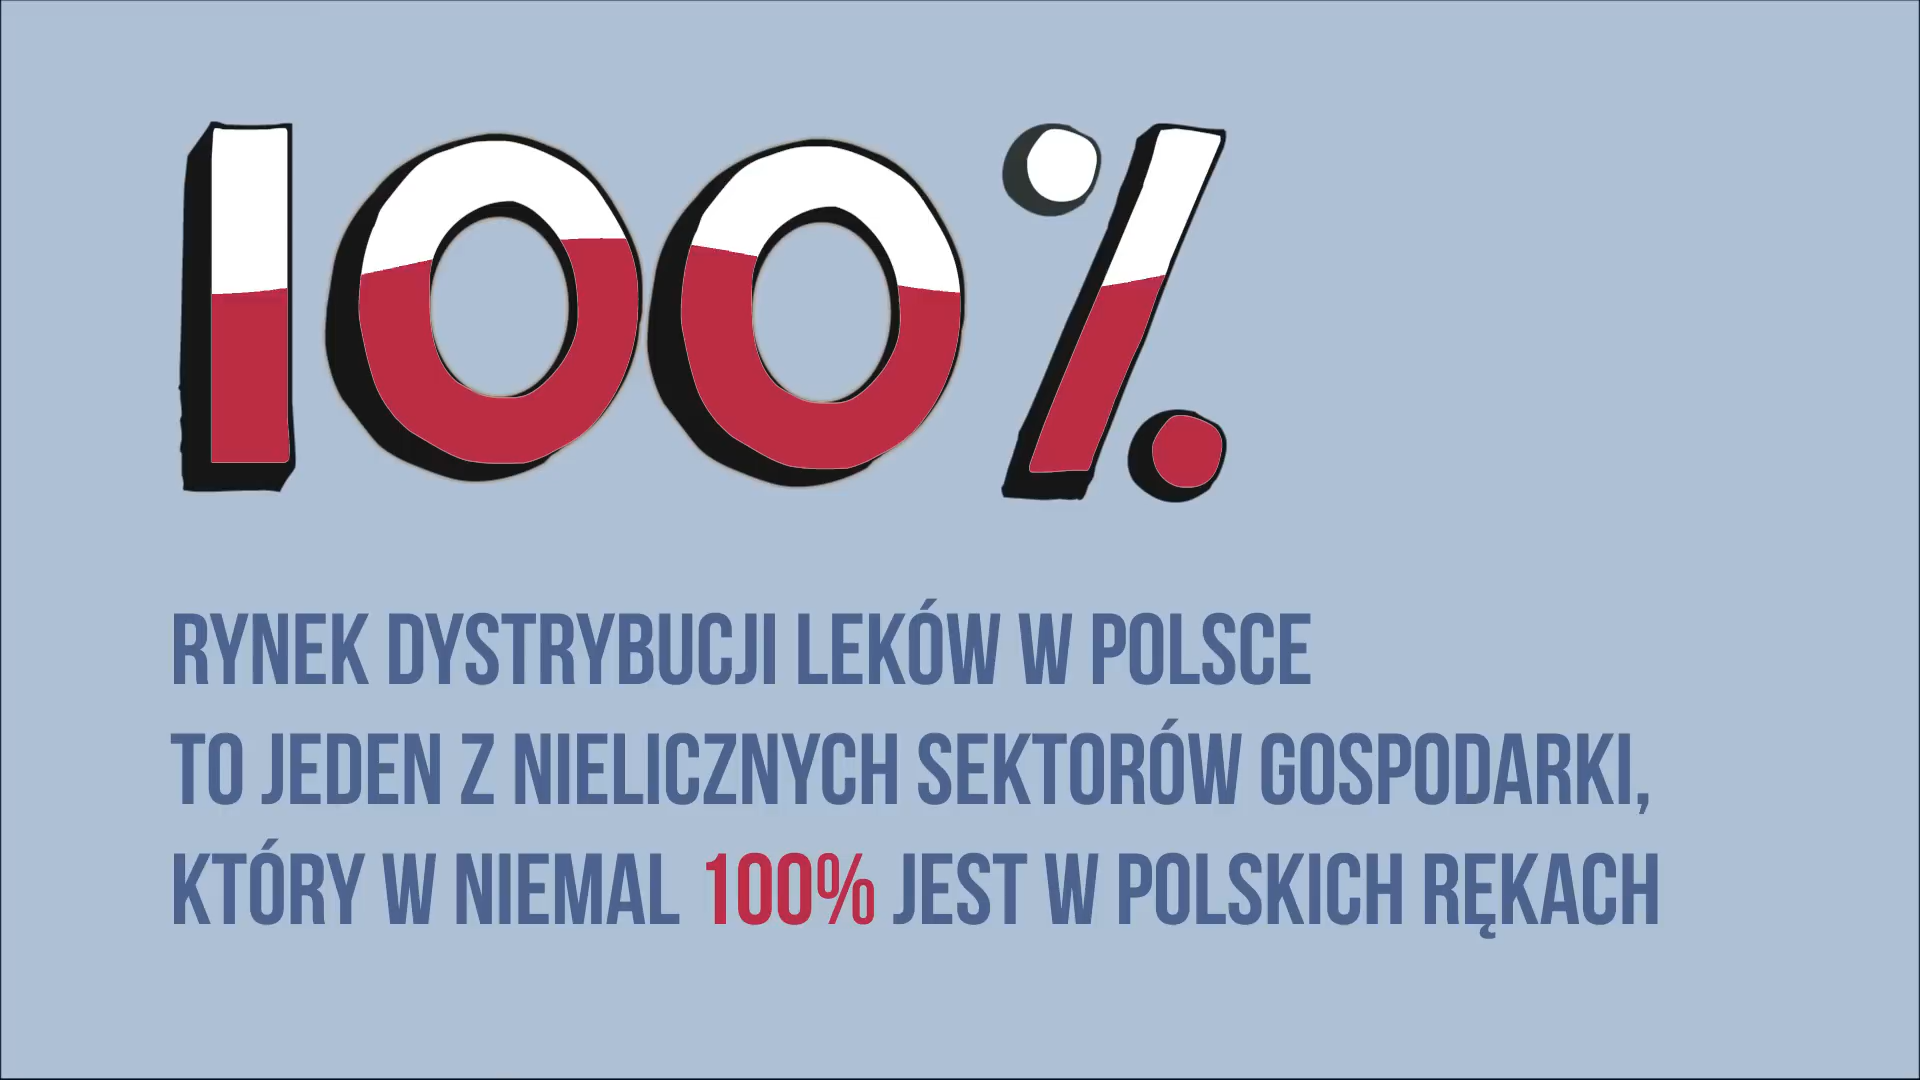 100%
RYNEK DYSTRYBUCJI LEKÓW W POLSCE
TO JEDEN Z NIELICZNYCH SEKTORÓW GOSPODARKI,
KTÓRY W NIEMAL 100% JEST W POLSKICH RĘKACH